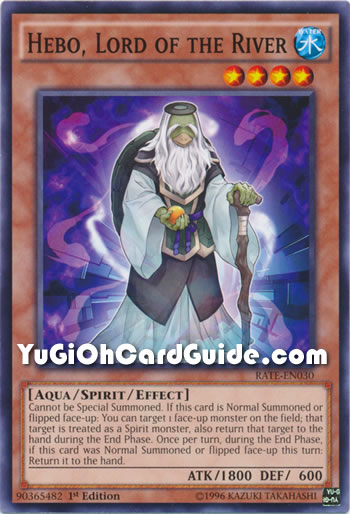 HEBO, LORD OF THE RIVER
WATER
水
YuGiOhCardGuide.com
RATE-EN030
[AQUA/SPIRIT/EFFECT]
Cannot be Special Summoned. If this card is Normal Summoned or
flipped face-up: You can target 1 face-up monster on the field; that
target is treated as a Spirit monster, also return that target to the
hand during the End Phase. Once per turn, during the End Phase,
if this card was Normal Summoned or flipped face-up this turn:
Return it to the hand.
ATK/1800 DEF/ 600
90365482 1st Edition ©1996 KAZUKI TAKAHASHI